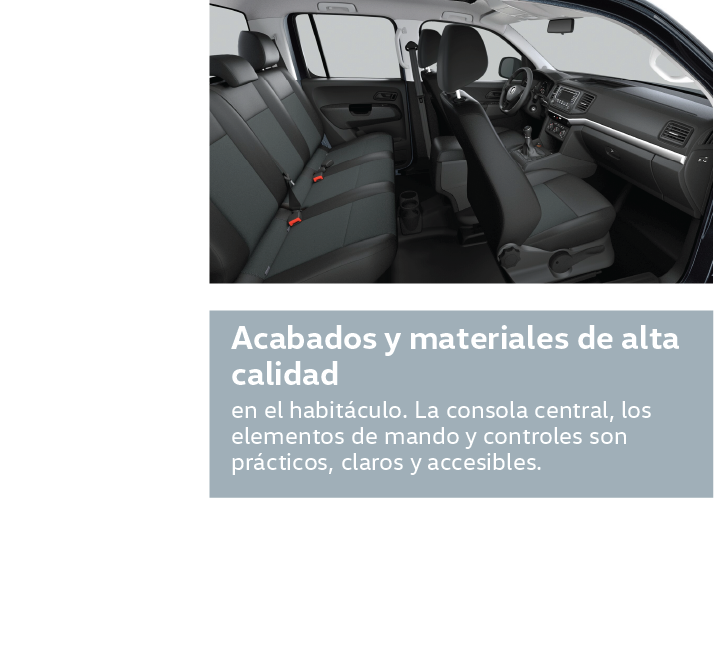 Acabados y materiales de alta
calidad
en el habitáculo. La consola central, los
elementos de mando y controles son
prácticos, claros y accesibles.